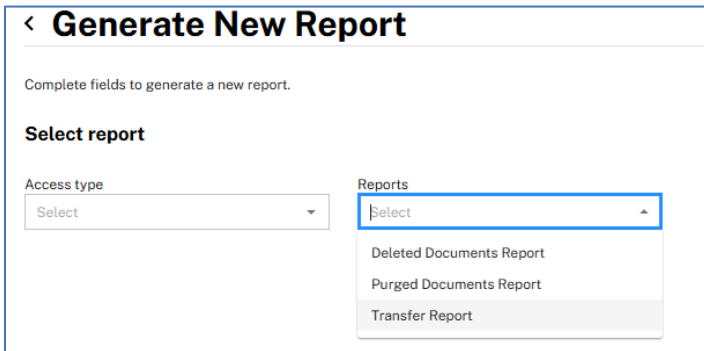 Generate New Report
Complete fields to generate a new report.
Select report
Access type
Select
Reports
Select
Deleted Documents Report
Purged Documents Report
Transfer Report